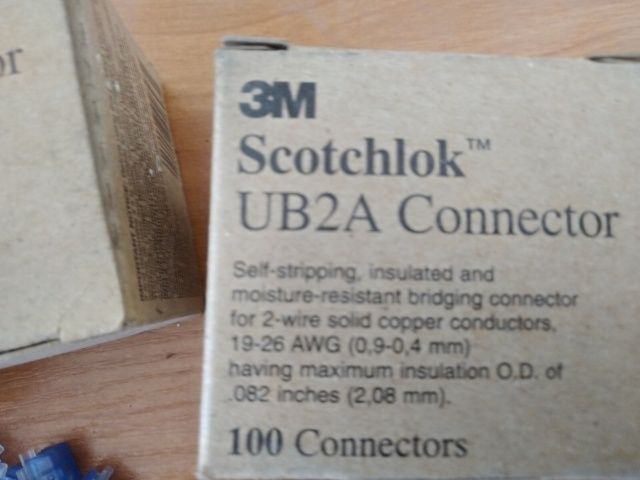 or
3M
Scotchlok™
UB2A Connector
Self-stripping, insulated and
moisture-resistant bridging connector
for 2-wire solid copper conductors,
19-26 AWG (0,9-0,4 mm)
having maximum insulation O.D. of
.082 inches (2,08 mm).
100 Connectors